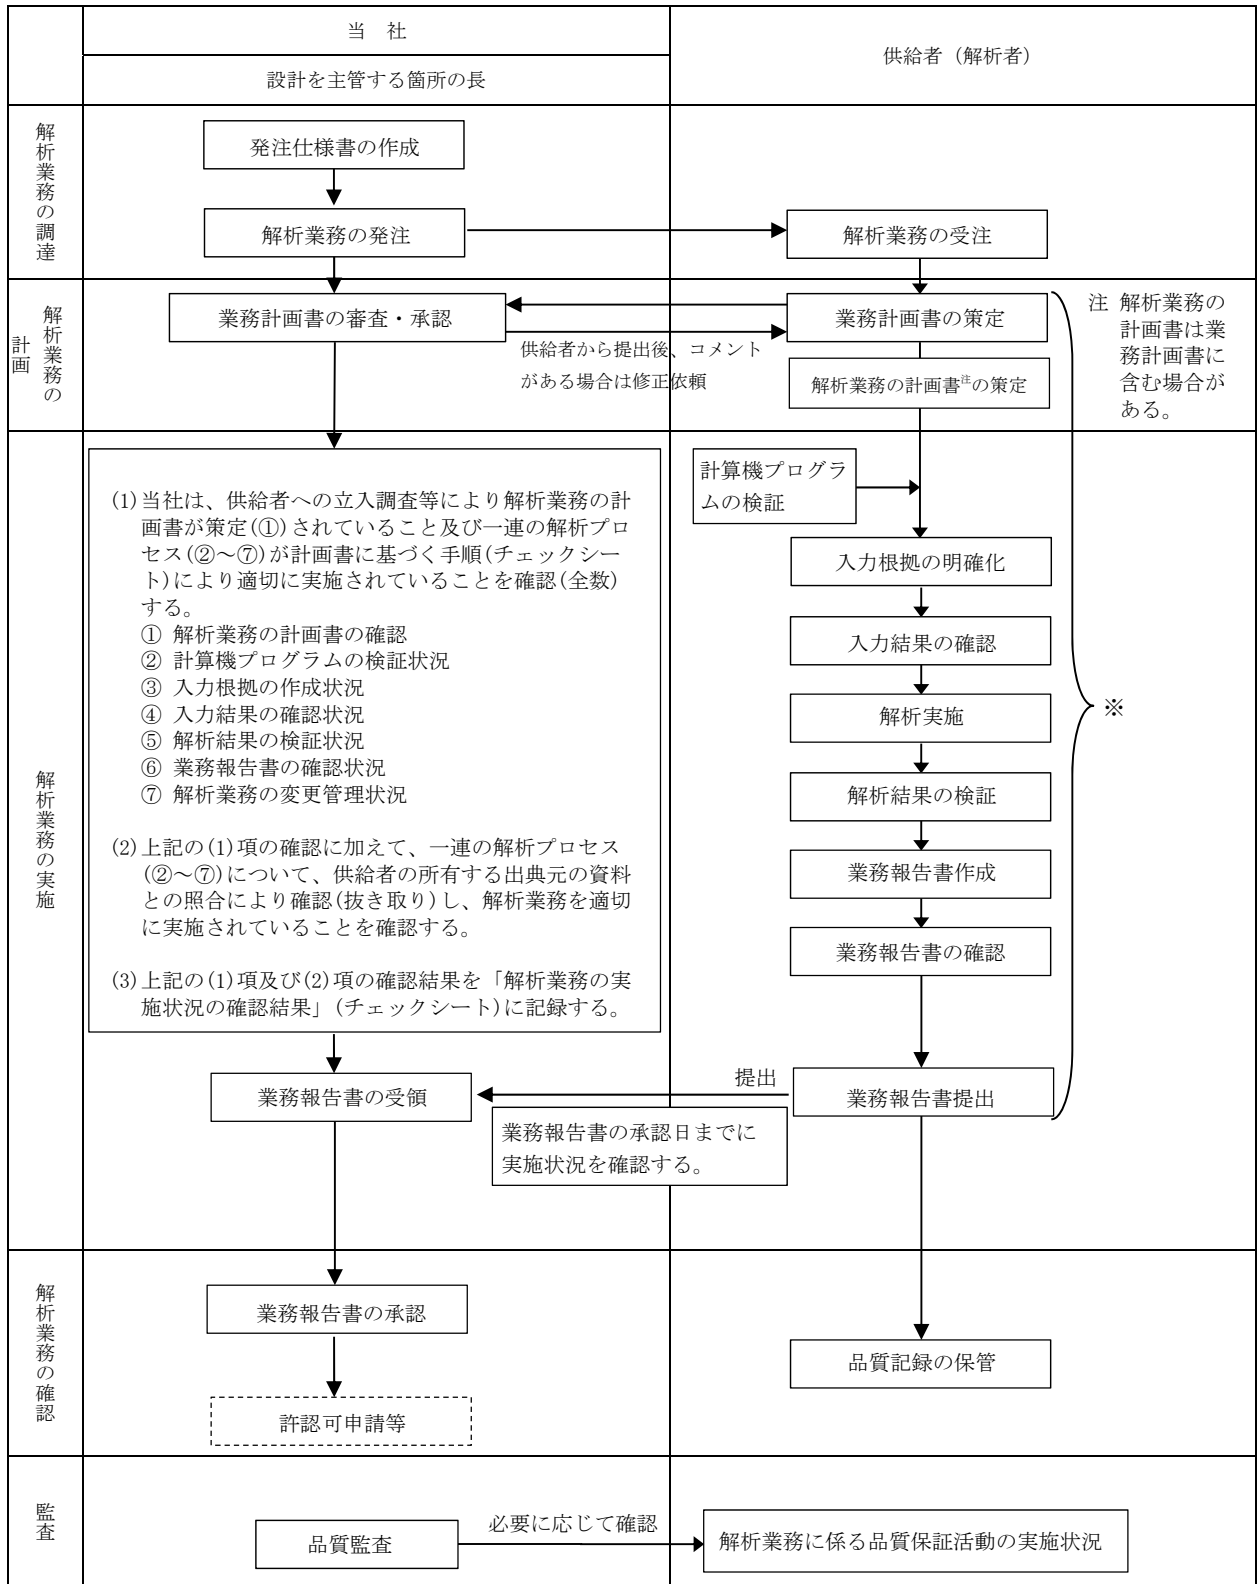 当　社
設計を主管する箇所の長
供給者（解析者）
解析業務の調達
発注仕様書の作成
解析業務の発注
解析業務の受注
解析業務の
計画
業務計画書の審査・承認
業務計画書の策定
供給者から提出後、コメント
がある場合は修正依頼
解析業務の計画書注の策定
注 解析業務の
計画書は業
務計画書に
含む場合が
ある。
解析業務の実施
(1)当社は、供給者への立入調査等により解析業務の計
画書が策定(①)されていること及び一連の解析プロ
セス(②～⑦)が計画書に基づく手順(チェックシー
ト)により適切に実施されていることを確認(全数)
する。
① 解析業務の計画書の確認
② 計算機プログラムの検証状況
③ 入力根拠の作成状況
④ 入力結果の確認状況
⑤ 解析結果の検証状況
⑥ 業務報告書の確認状況
⑦ 解析業務の変更管理状況
(2)上記の(1)項の確認に加えて、一連の解析プロセス
(②～⑦)について、供給者の所有する出典元の資料
との照合により確認(抜き取り)し、解析業務を適切
に実施されていることを確認する。
(3)上記の(1)項及び(2)項の確認結果を「解析業務の実
施状況の確認結果」(チェックシート)に記録する。
計算機プログラ
ムの検証
入力根拠の明確化
入力結果の確認
解析実施
解析結果の検証
業務報告書作成
業務報告書の確認
※
業務報告書の受領
提出
業務報告書提出
業務報告書の承認日までに
実施状況を確認する。
解析業務の確認
業務報告書の承認
許認可申請等
品質記録の保管
監査
品質監査
必要に応じて確認
解析業務に係る品質保証活動の実施状況